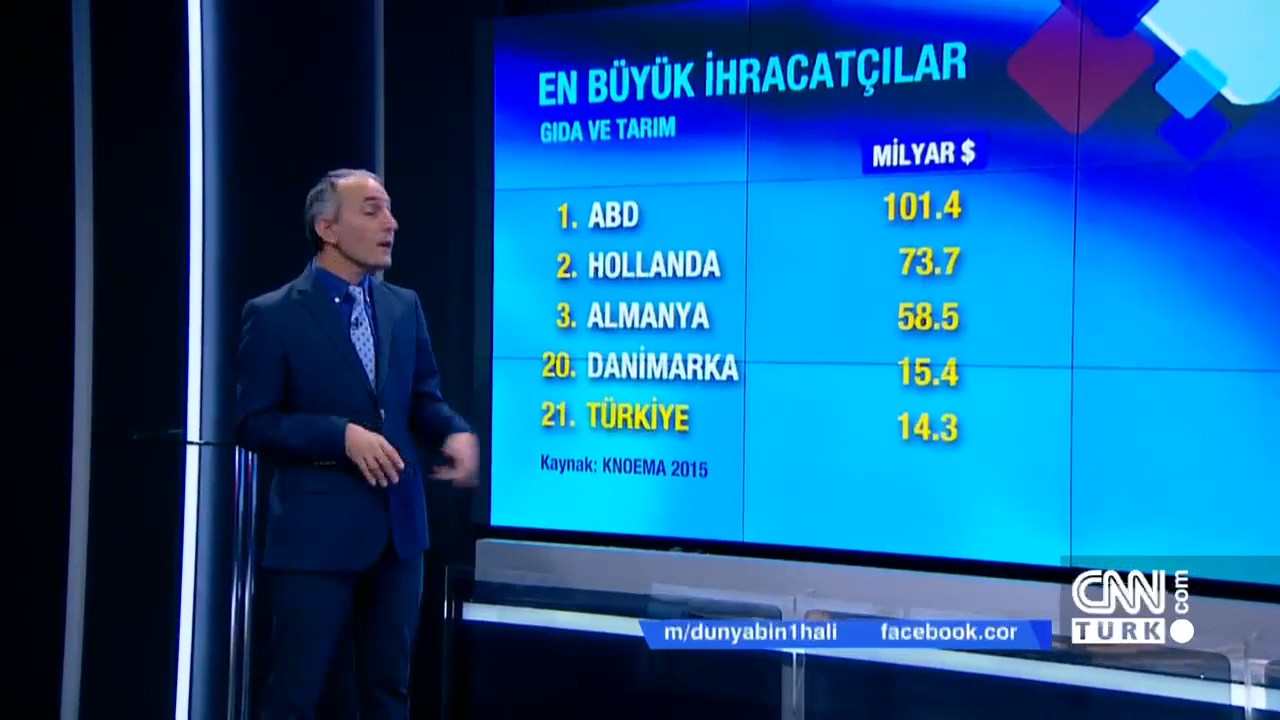 EN BÜYÜK İHRACATÇILAR
GIDA VE TARIM
MİLYAR $
1. ABD 101.4
2. HOLLANDA 73.7
3. ALMANYA 58.5
20. DANİMARKA 15.4
21. TÜRKİYE 14.3
Kaynak: KNOEMA 2015
m/dunyabin1hali facebook.cor
CNN
TURK
.com